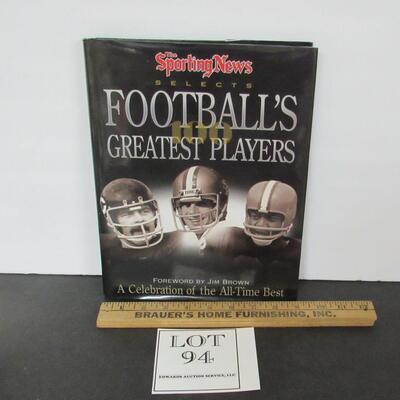 The
Sporting News
SELECTS
FOOTBALL'S
100
GREATEST PLAYERS
FOREWORD BY JIM BROWN
A Celebration of the All-Time Best
BRAUER'S HOME FURNISHING, INC.
LOT
94
EDWARDS AUCTION SERVICE, LLC